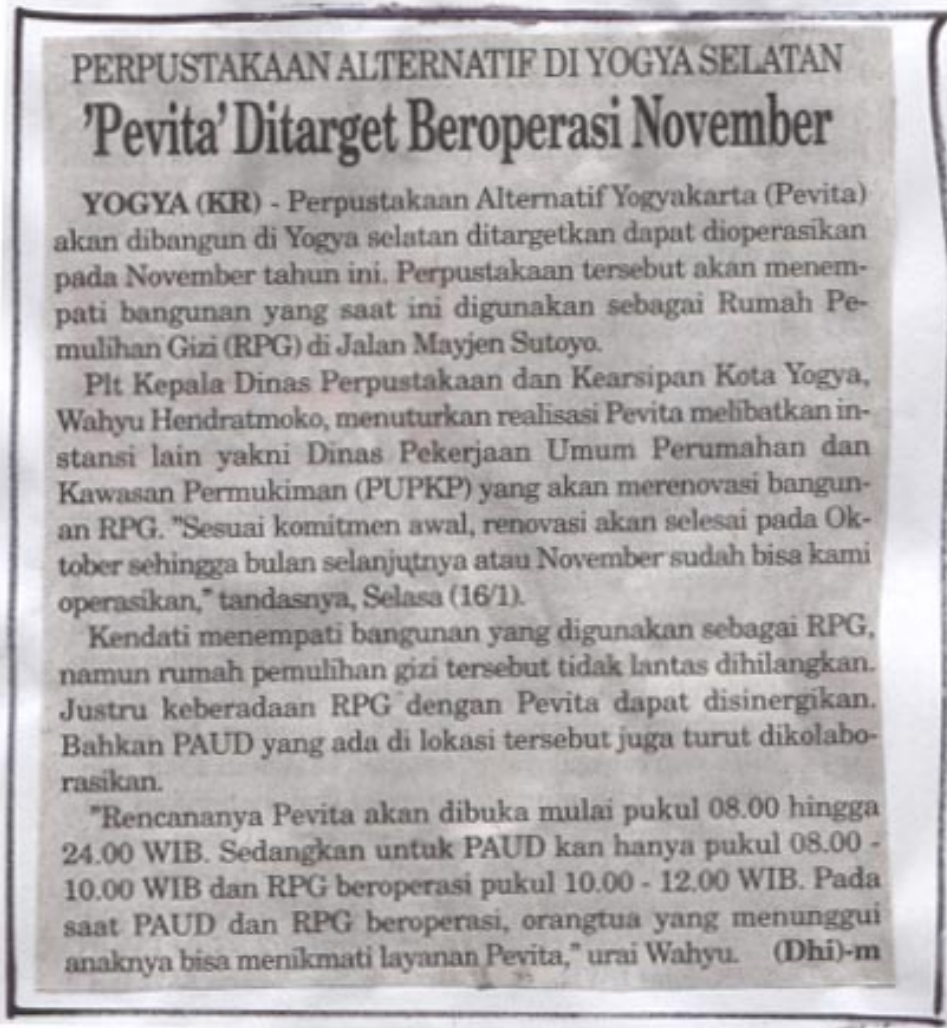 PERPUSTAKAAN ALTERNATIF DI YOGYA SELATAN
'Pevita' Ditarget Beroperasi November
YOGYA (KR) - Perpustakaan Alternatif Yogyakarta (Pevita)
akan dibangun di Yogya selatan ditargetkan dapat dioperasikan
pada November tahun ini. Perpustakaan tersebut akan menem-
pati bangunan yang saat ini digunakan sebagai Rumah Pe-
mulihan Gizi (RPG) di Jalan Mayjen Sutoyo.
Plt Kepala Dinas Perpustakaan dan Kearsipan Kota Yogya,
Wahyu Hendratmoko, menuturkan realisasi Pevita melibatkan in-
stansi lain yakni Dinas Pekerjaan Umum Perumahan dan
Kawasan Permukiman (PUPKP) yang akan merenovasi bangun-
an RPG. "Sesuai komitmen awal, renovasi akan selesai pada Ok-
tober sehingga bulan selanjutnya atau November sudah bisa kami
operasikan," tandasnya, Selasa (16/1).
Kendati menempati bangunan yang digunakan sebagai RPG,
namun rumah pemulihan gizi tersebut tidak lantas dihilangkan.
Justru keberadaan RPG dengan Pevita dapat disinergikan.
Bahkan PAUD yang ada di lokasi tersebut juga turut dikolabo-
rasikan.
"Rencananya Pevita akan dibuka mulai pukul 08.00 hingga
24.00 WIB. Sedangkan untuk PAUD kan hanya pukul 08.00 -
10.00 WIB dan RPG beroperasi pukul 10.00 - 12.00 WIB. Pada
saat PAUD dan RPG beroperasi, orangtua yang menunggui
anaknya bisa menikmati layanan Pevita," urai Wahyu. (Dhi)-m